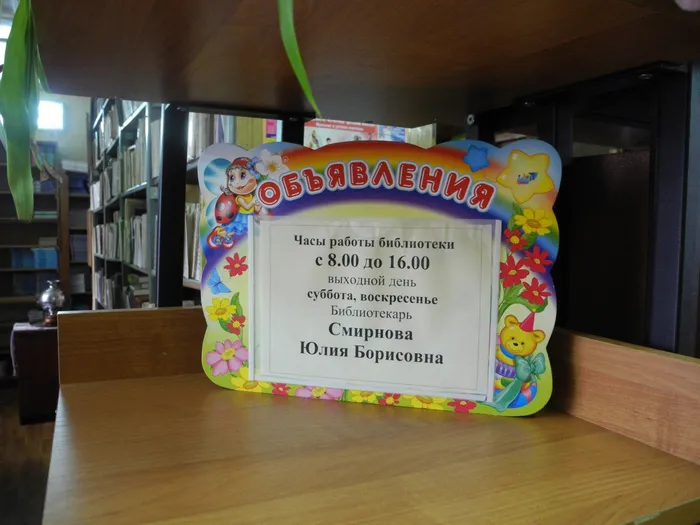 ОБЪЯВЛЕНИЯ
Часы работы библиотеки
с 8.00 до 16.00
выходной день
суббота, воскресенье
Библиотекарь
Смирнова
Юлия Борисовна